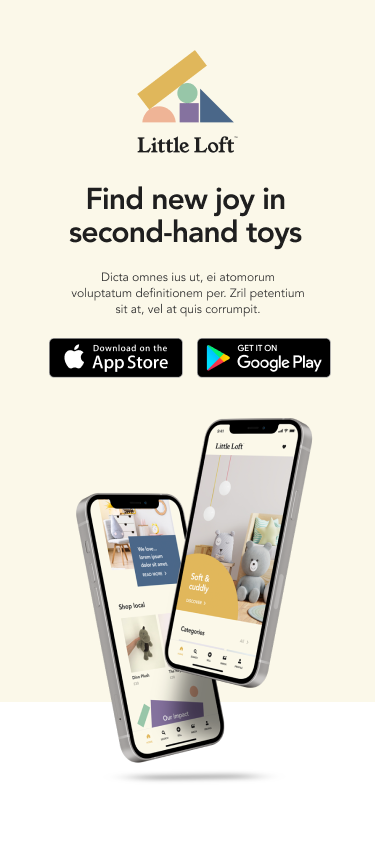 Little Loft™
Find new joy in
second-hand toys
Dicta omnes ius ut, ei atomorum
voluptatum definitionem per. Zril petentium
sit at, vel at quis corrumpit.
Download on the
App Store
GET IT ON
Google Play
9:41
Little Loft
Soft &
cuddly
DISCOVER
Categories
We love...
lorem ipsum
dolor sit amet
READ MORE
Shop local
Dino Plush
Our impact